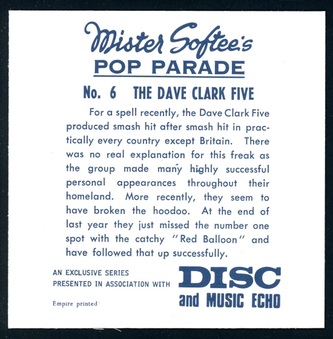 Mister Softee's
POP PARADE
No. 6 THE DAVE CLARK FIVE
For a spell recently, the Dave Clark Five
produced smash hit after smash hit in prac-
tically every country except Britain. There
was no real explanation for this freak as
the group made many highly successful
personal appearances throughout their
homeland. More recently, they seem to
have broken the hoodoo. At the end of
last year they just missed the number one
spot with the catchy "Red Balloon" and
have followed that up successfully.
AN EXCLUSIVE SERIES
PRESENTED IN ASSOCIATION WITH
DISC
and MUSIC ECHO
Empire printed